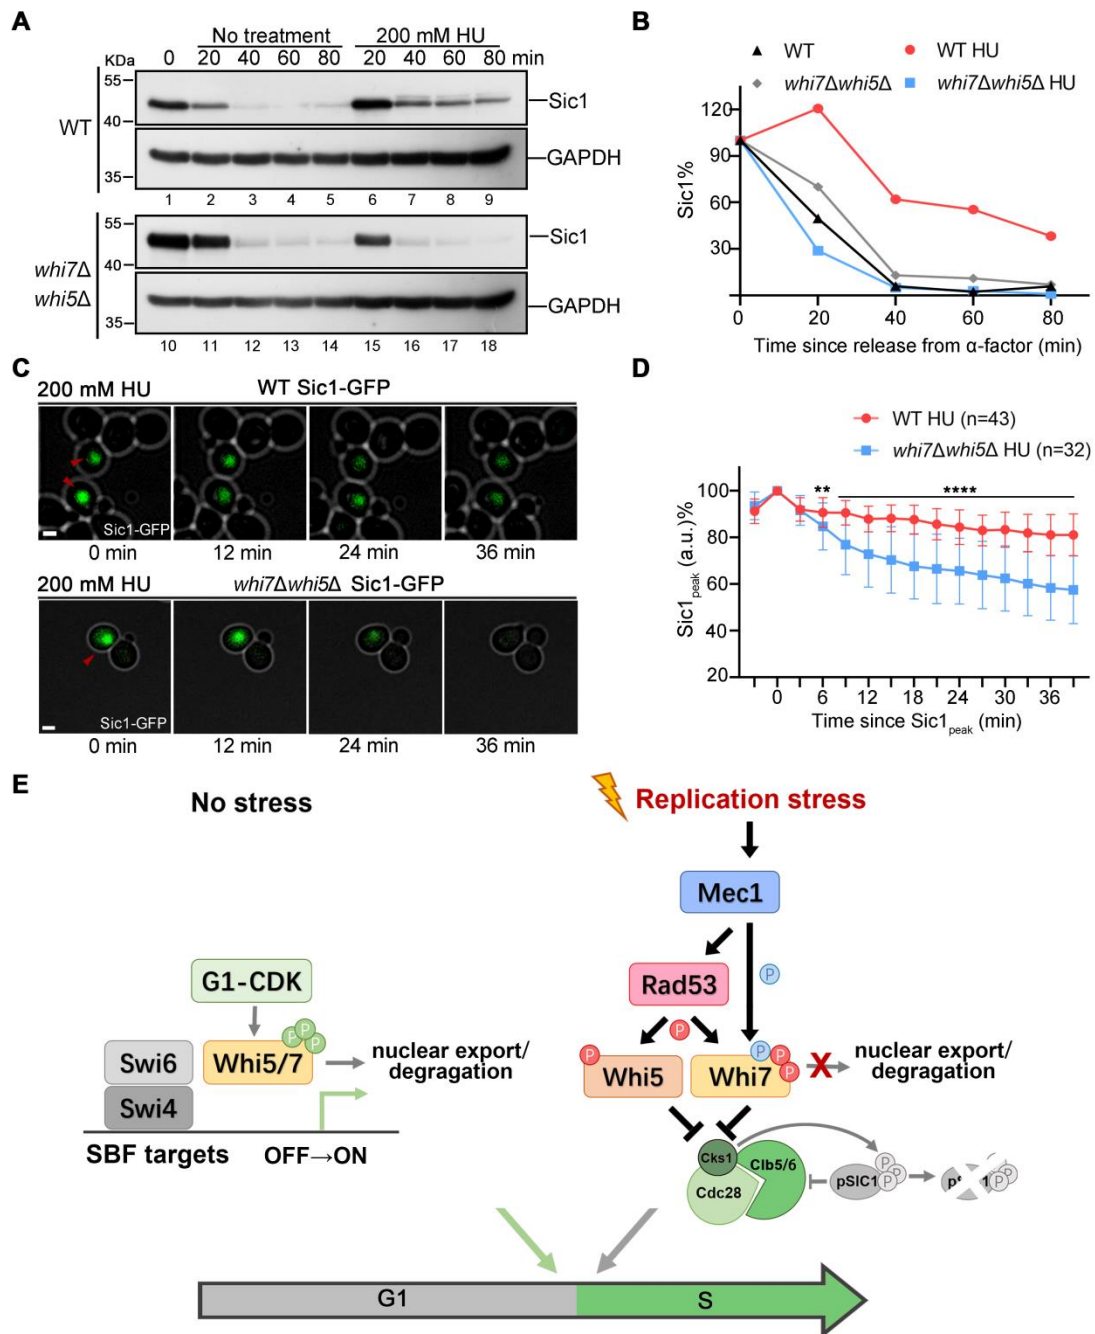 A
No treatment
200 mM HU
KDa
0 20 40 60 80 20 40 60 80 min
55
40
Sic1
WT
35
GAPDH
1 2 3 4 5 6 7 8 9
55
40
Sic1
whi7Δ
whi5Δ
35
GAPDH
10 11 12 13 14 15 16 17 18
B
WT
WT HU
whi7Δwhi5Δ
whi7Δwhi5Δ HU
Sic1%
120
90
60
30
0 20 40 60 80
Time since release from α-factor (min)
C
200 mM HU WT Sic1-GFP
Sic1-GFP
0 min 12 min 24 min 36 min
200 mM HU whi7Δwhi5Δ Sic1-GFP
Sic1-GFP
0 min 12 min 24 min 36 min
D
WT HU (n=43)
whi7Δwhi5Δ HU (n=32)
** ****
Sic1peak (a.u.)%
100
80
60
40
20
0 6 12 18 24 30 36
Time since Sic1peak (min)
E
No stress
Replication stress
Mec1
P
G1-CDK
Rad53
P
P P P
Swi6
Whi5/7
nuclear export/
degragation
Swi4
SBF targets
OFF→ON
P
Whi5
P P P
Whi7
X
nuclear export/
degragation
Cks1
Clb5/6
Cdc28
pSIC1
P P P
P P
G1
S